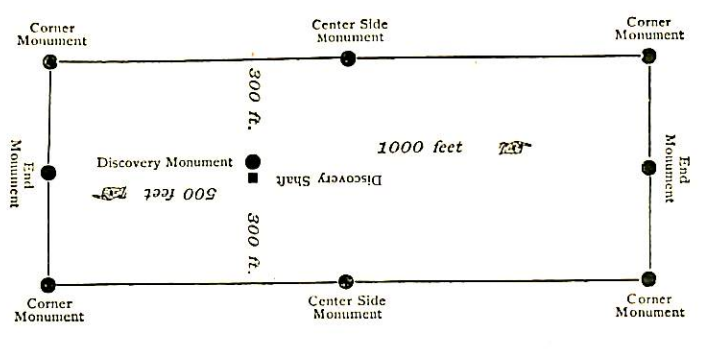 Corner
Monument
Center Side
Monument
Corner
Monument
300 ft.
1000 feet
Discovery Monument
Discovery Shaft
End
Monument
End
Monument
500 feet
300 ft.
Corner
Monument
Center Side
Monument
Corner
Monument